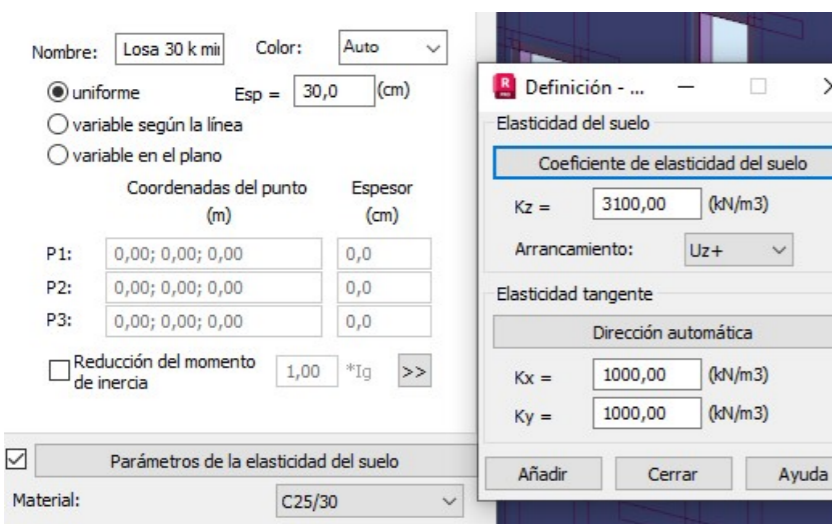 Nombre: Losa 30 k mi Color: Auto
uniforme Esp = 30,0 (cm)
variable según la línea
variable en el plano
Coordenadas del punto Espesor
(m) (cm)
P1: 0,00; 0,00; 0,00 0,0
P2: 0,00; 0,00; 0,00 0,0
P3: 0,00; 0,00; 0,00 0,0
Reducción del momento
de inercia 1,00 *Ig >>
Parámetros de la elasticidad del suelo
Material: C25/30
R PRO Definición - ...
Elasticidad del suelo
Coeficiente de elasticidad del suelo
Kz = 3100,00 (kN/m3)
Arrancamiento: Uz+
Elasticidad tangente
Dirección automática
Kx = 1000,00 (kN/m3)
Ky = 1000,00 (kN/m3)
Añadir Cerrar Ayuda